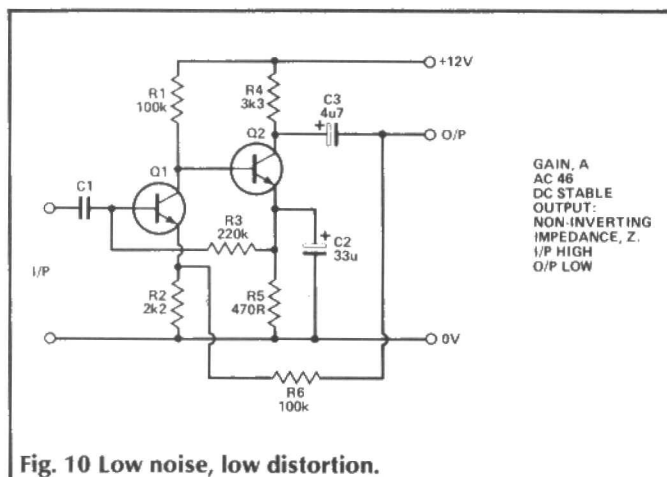 +12V
R1
100k
R4
3k3
C3
4u7
+
O/P
Q2
Q1
C1
R3
220k
+
C2
33u
I/P
R2
2k2
R5
470R
0V
R6
100k
GAIN, A
AC 46
DC STABLE
OUTPUT:
NON-INVERTING
IMPEDANCE, Z.
I/P HIGH
O/P LOW
Fig. 10 Low noise, low distortion.